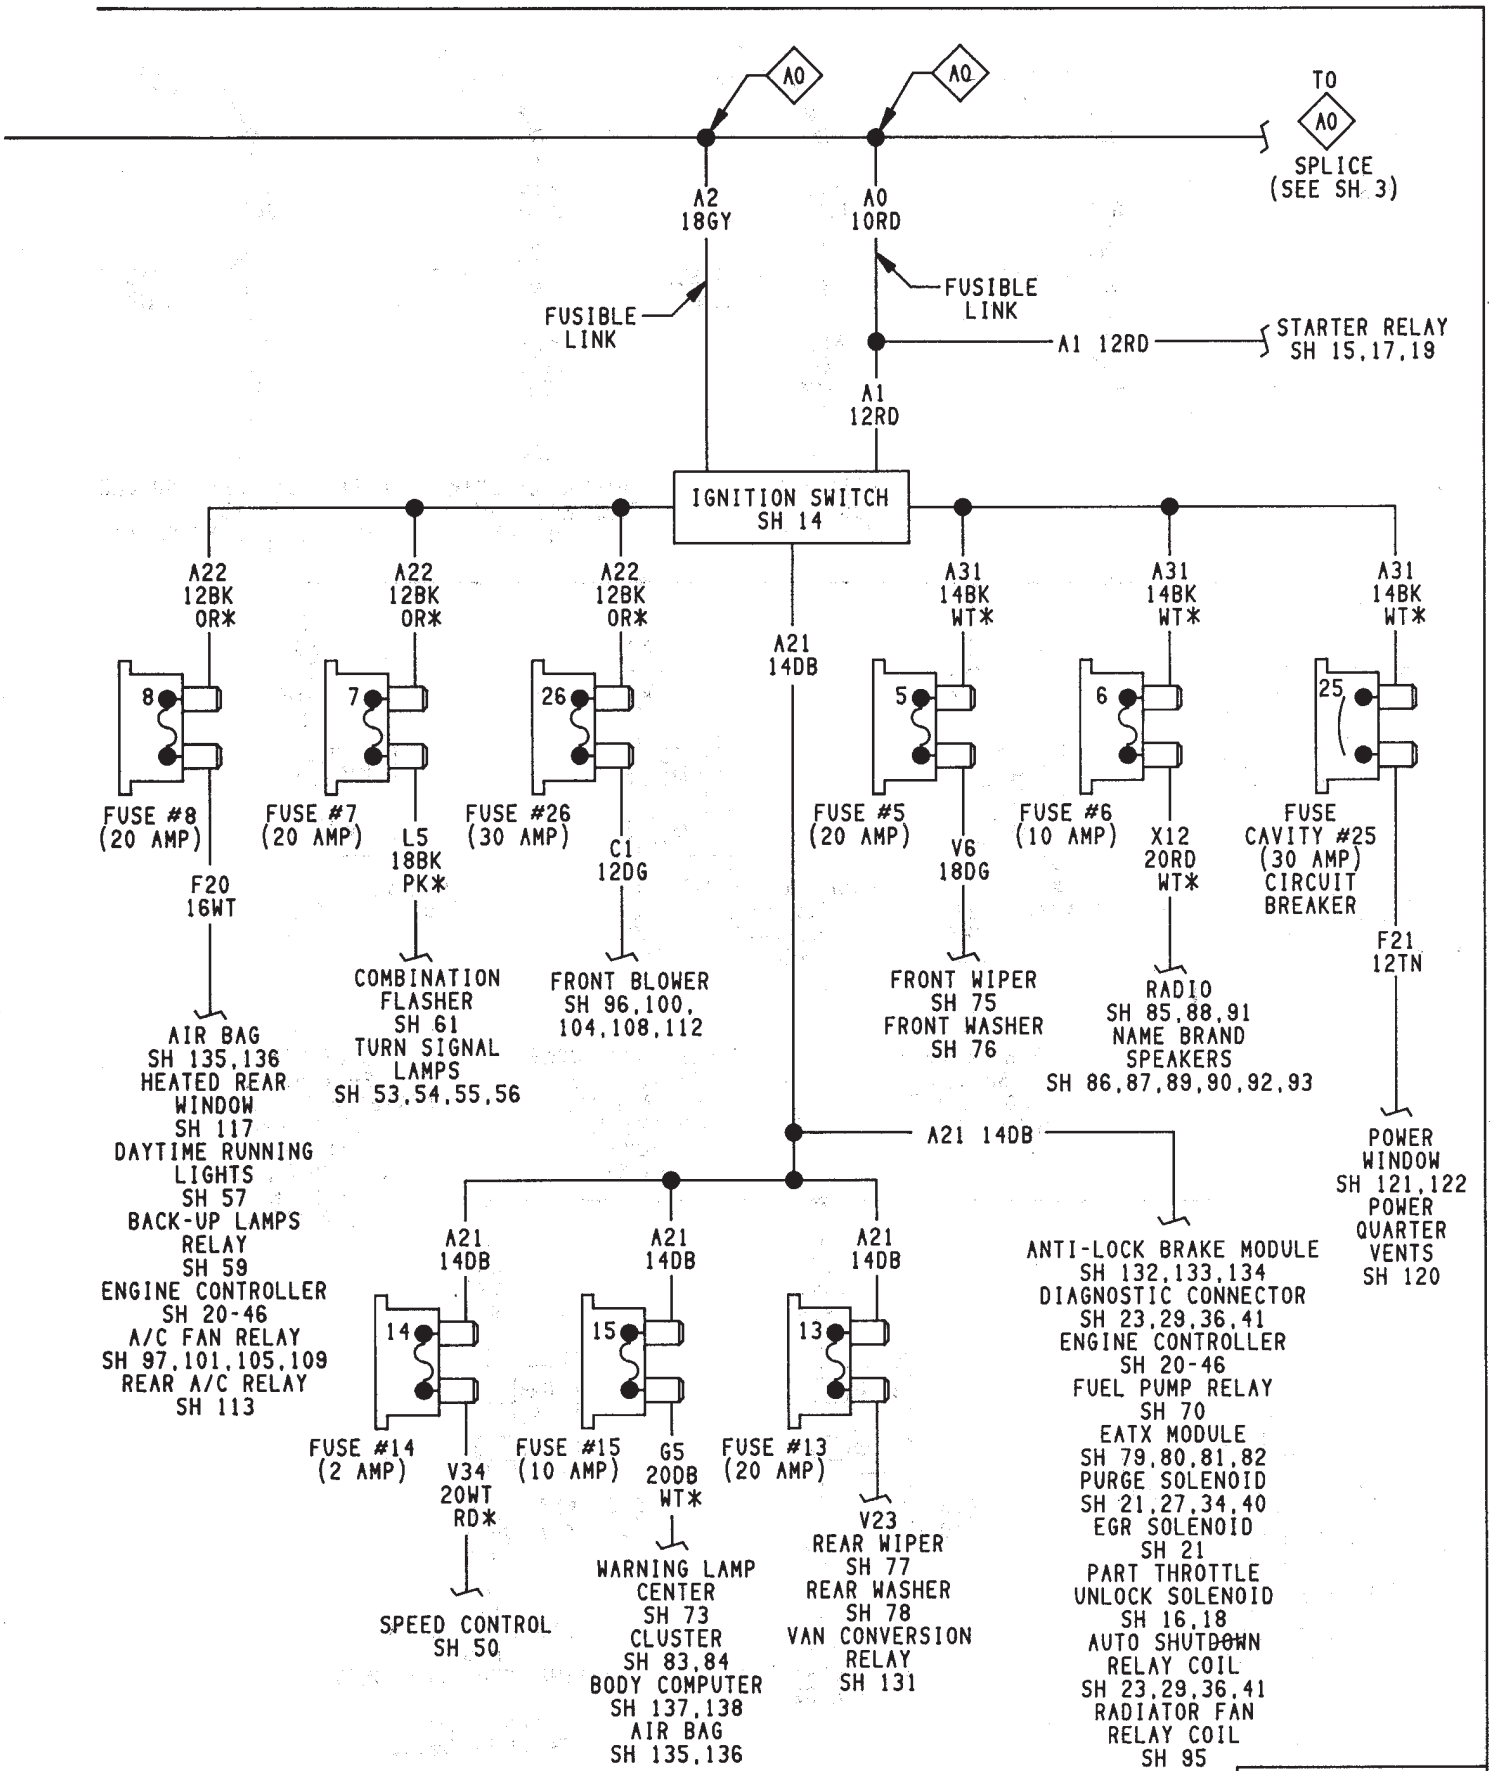 A0
A0
TO
A0
SPLICE
(SEE SH 3)
A2
18GY
A0
10RD
FUSIBLE
LINK
FUSIBLE
LINK
A1 12RD
STARTER RELAY
SH 15,17,19
A1
12RD
IGNITION SWITCH
SH 14
A22
12BK
OR*
A22
12BK
OR*
A22
12BK
OR*
A21
14DB
A31
14BK
WT*
A31
14BK
WT*
A31
14BK
WT*
8
7
26
5
6
25
FUSE #8
(20 AMP)
FUSE #7
(20 AMP)
FUSE #26
(30 AMP)
FUSE #5
(20 AMP)
FUSE #6
(10 AMP)
FUSE
CAVITY #25
(30 AMP)
CIRCUIT
BREAKER
F20
16WT
L5
18BK
PK*
C1
12DG
V6
18DG
X12
20RD
WT*
F21
12TN
AIR BAG
SH 135,136
HEATED REAR
WINDOW
SH 117
DAYTIME RUNNING
LIGHTS
SH 57
BACK-UP LAMPS
RELAY
SH 59
ENGINE CONTROLLER
SH 20-46
A/C FAN RELAY
SH 97,101,105,109
REAR A/C RELAY
SH 113
COMBINATION
FLASHER
SH 61
TURN SIGNAL
LAMPS
SH 53,54,55,56
FRONT BLOWER
SH 96,100,
104,108,112
FRONT WIPER
SH 75
FRONT WASHER
SH 76
RADIO
SH 85,88,91
NAME BRAND
SPEAKERS
SH 86,87,89,90,92,93
POWER
WINDOW
SH 121,122
POWER
QUARTER
VENTS
SH 120
A21 14DB
A21
14DB
A21
14DB
A21
14DB
14
15
13
FUSE #14
(2 AMP)
FUSE #15
(10 AMP)
FUSE #13
(20 AMP)
V34
20WT
RD*
G5
20DB
WT*
V23
REAR WIPER
SH 77
REAR WASHER
SH 78
VAN CONVERSION
RELAY
SH 131
SPEED CONTROL
SH 50
WARNING LAMP
CENTER
SH 73
CLUSTER
SH 83,84
BODY COMPUTER
SH 137,138
AIR BAG
SH 135,136
ANTI-LOCK BRAKE MODULE
SH 132,133,134
DIAGNOSTIC CONNECTOR
SH 23,29,36,41
ENGINE CONTROLLER
SH 20-46
FUEL PUMP RELAY
SH 70
EATX MODULE
SH 79,80,81,82
PURGE SOLENOID
SH 21,27,34,40
EGR SOLENOID
SH 21
PART THROTTLE
UNLOCK SOLENOID
SH 16,18
AUTO SHUTDOWN
RELAY COIL
SH 23,29,36,41
RADIATOR FAN
RELAY COIL
SH 95